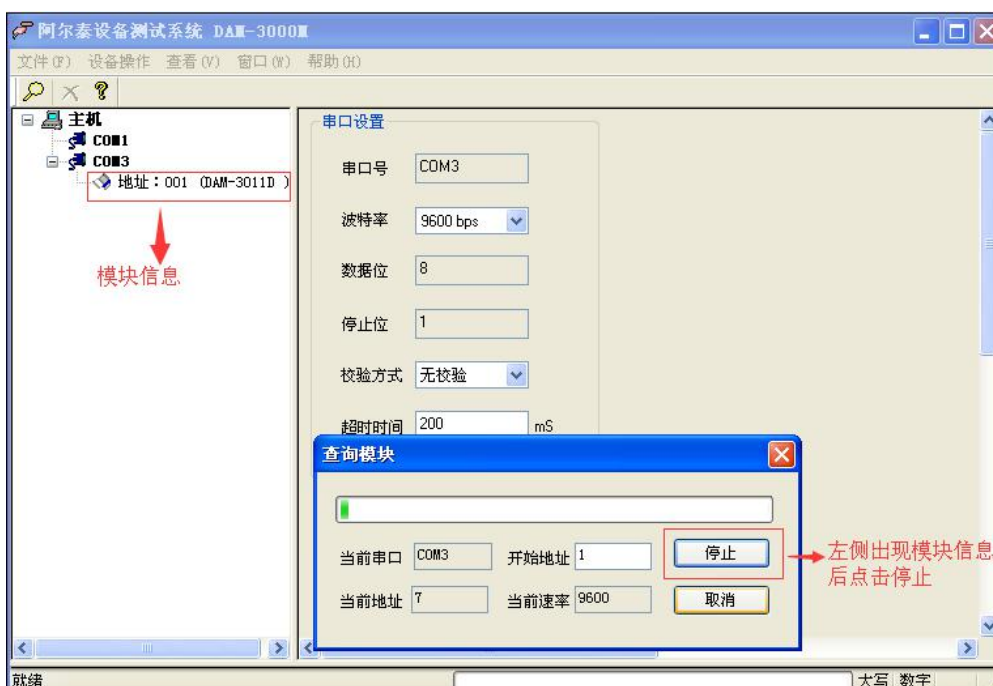 阿尔泰设备测试系统 DAM-3000M
文件(F) 设备操作 查看(V) 窗口(W) 帮助(H)
主机
COM1
COM3
地址：001 (DAM-3011D )
模块信息
串口设置
串口号 COM3
波特率 9600 bps
数据位 8
停止位 1
校验方式 无校验
超时时间 200 mS
查询模块
当前串口 COM3 开始地址 1 停止
当前地址 7 当前速率 9600 取消
左侧出现模块信息
后点击停止
就绪 大写 数字